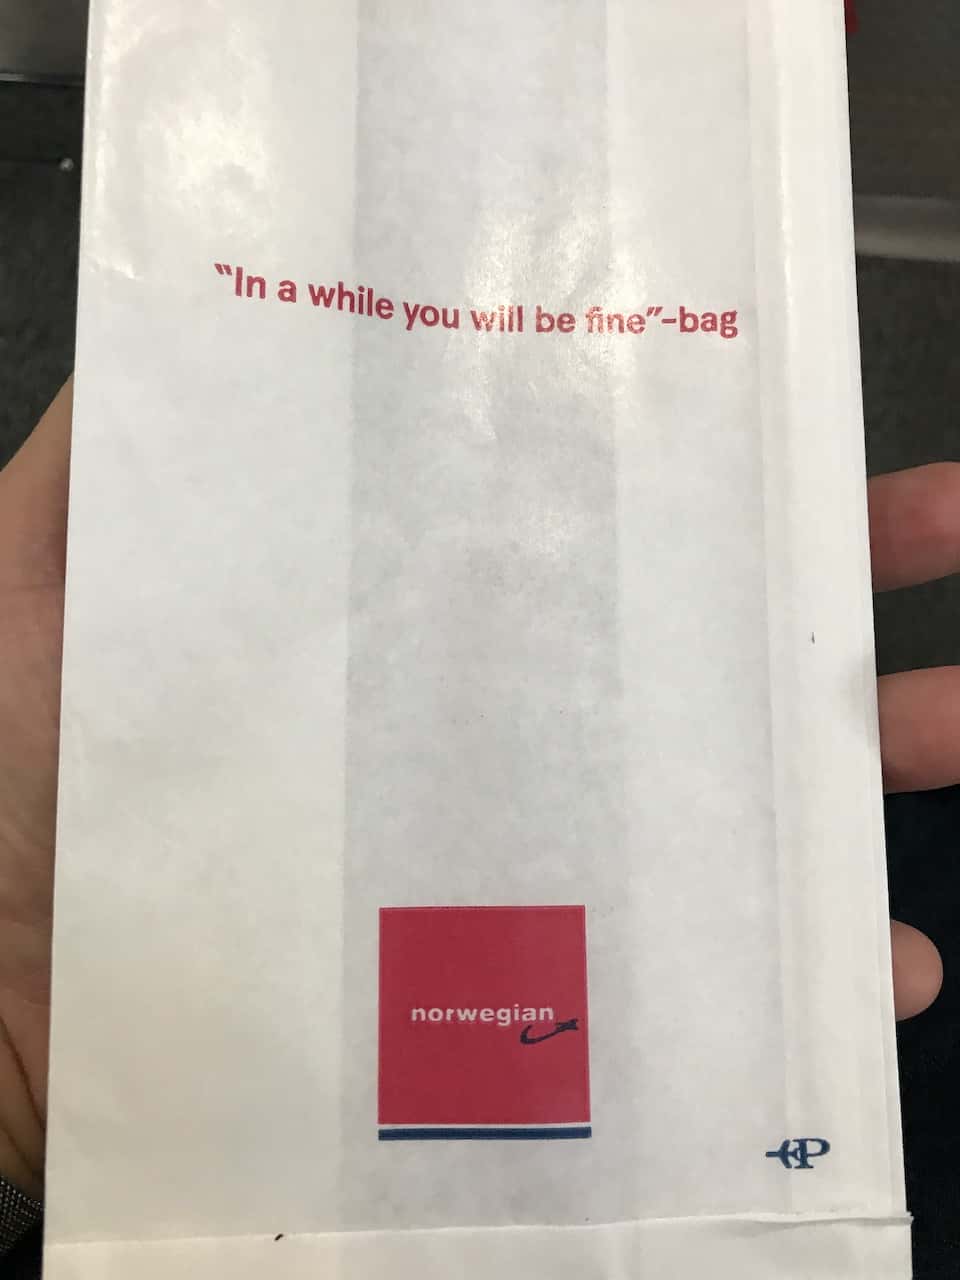 “In a while you will be fine”-bag
norwegian